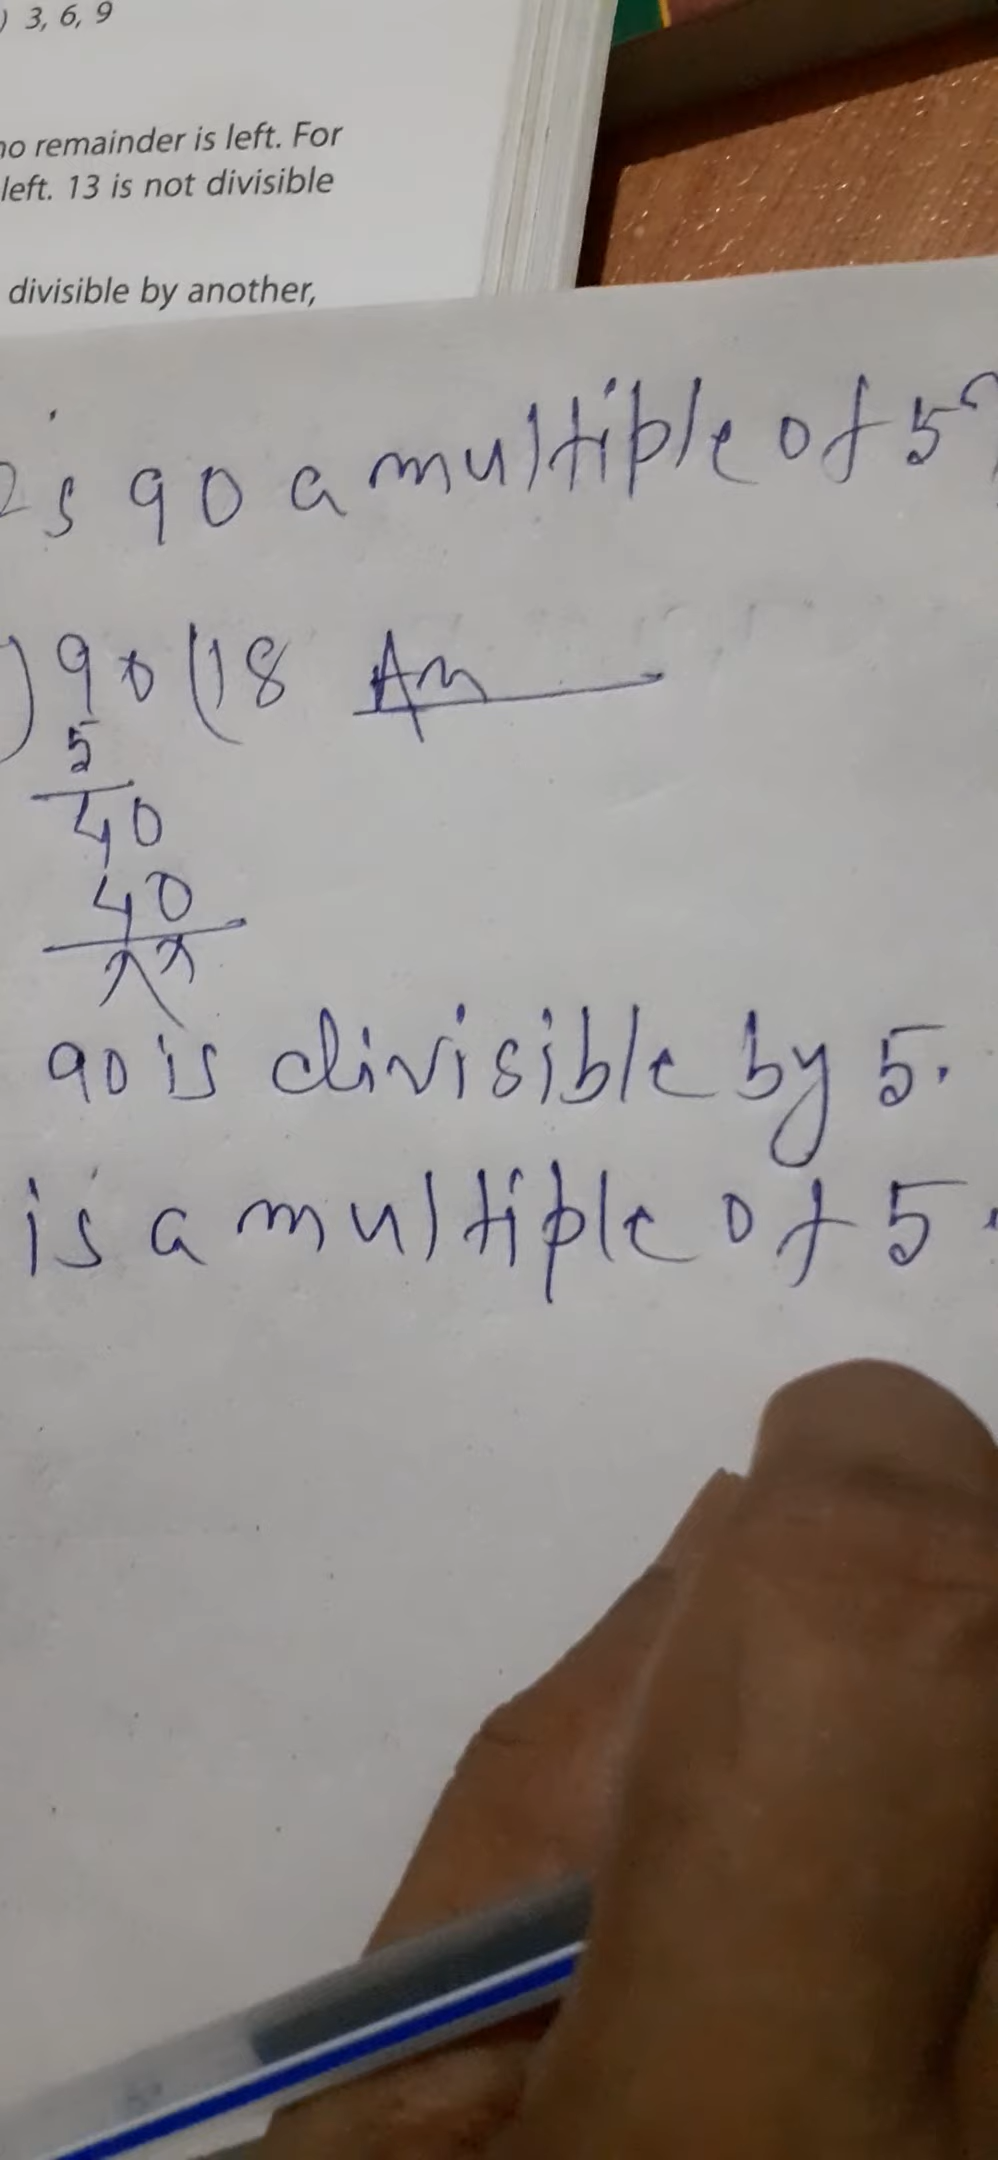 ) 3, 6, 9
no remainder is left. For
left. 13 is not divisible
divisible by another,
Is 90 a multiple of 5?
)90(18 Ans
5
40
40
xx
90 is divisible by 5.
is a multiple of 5.